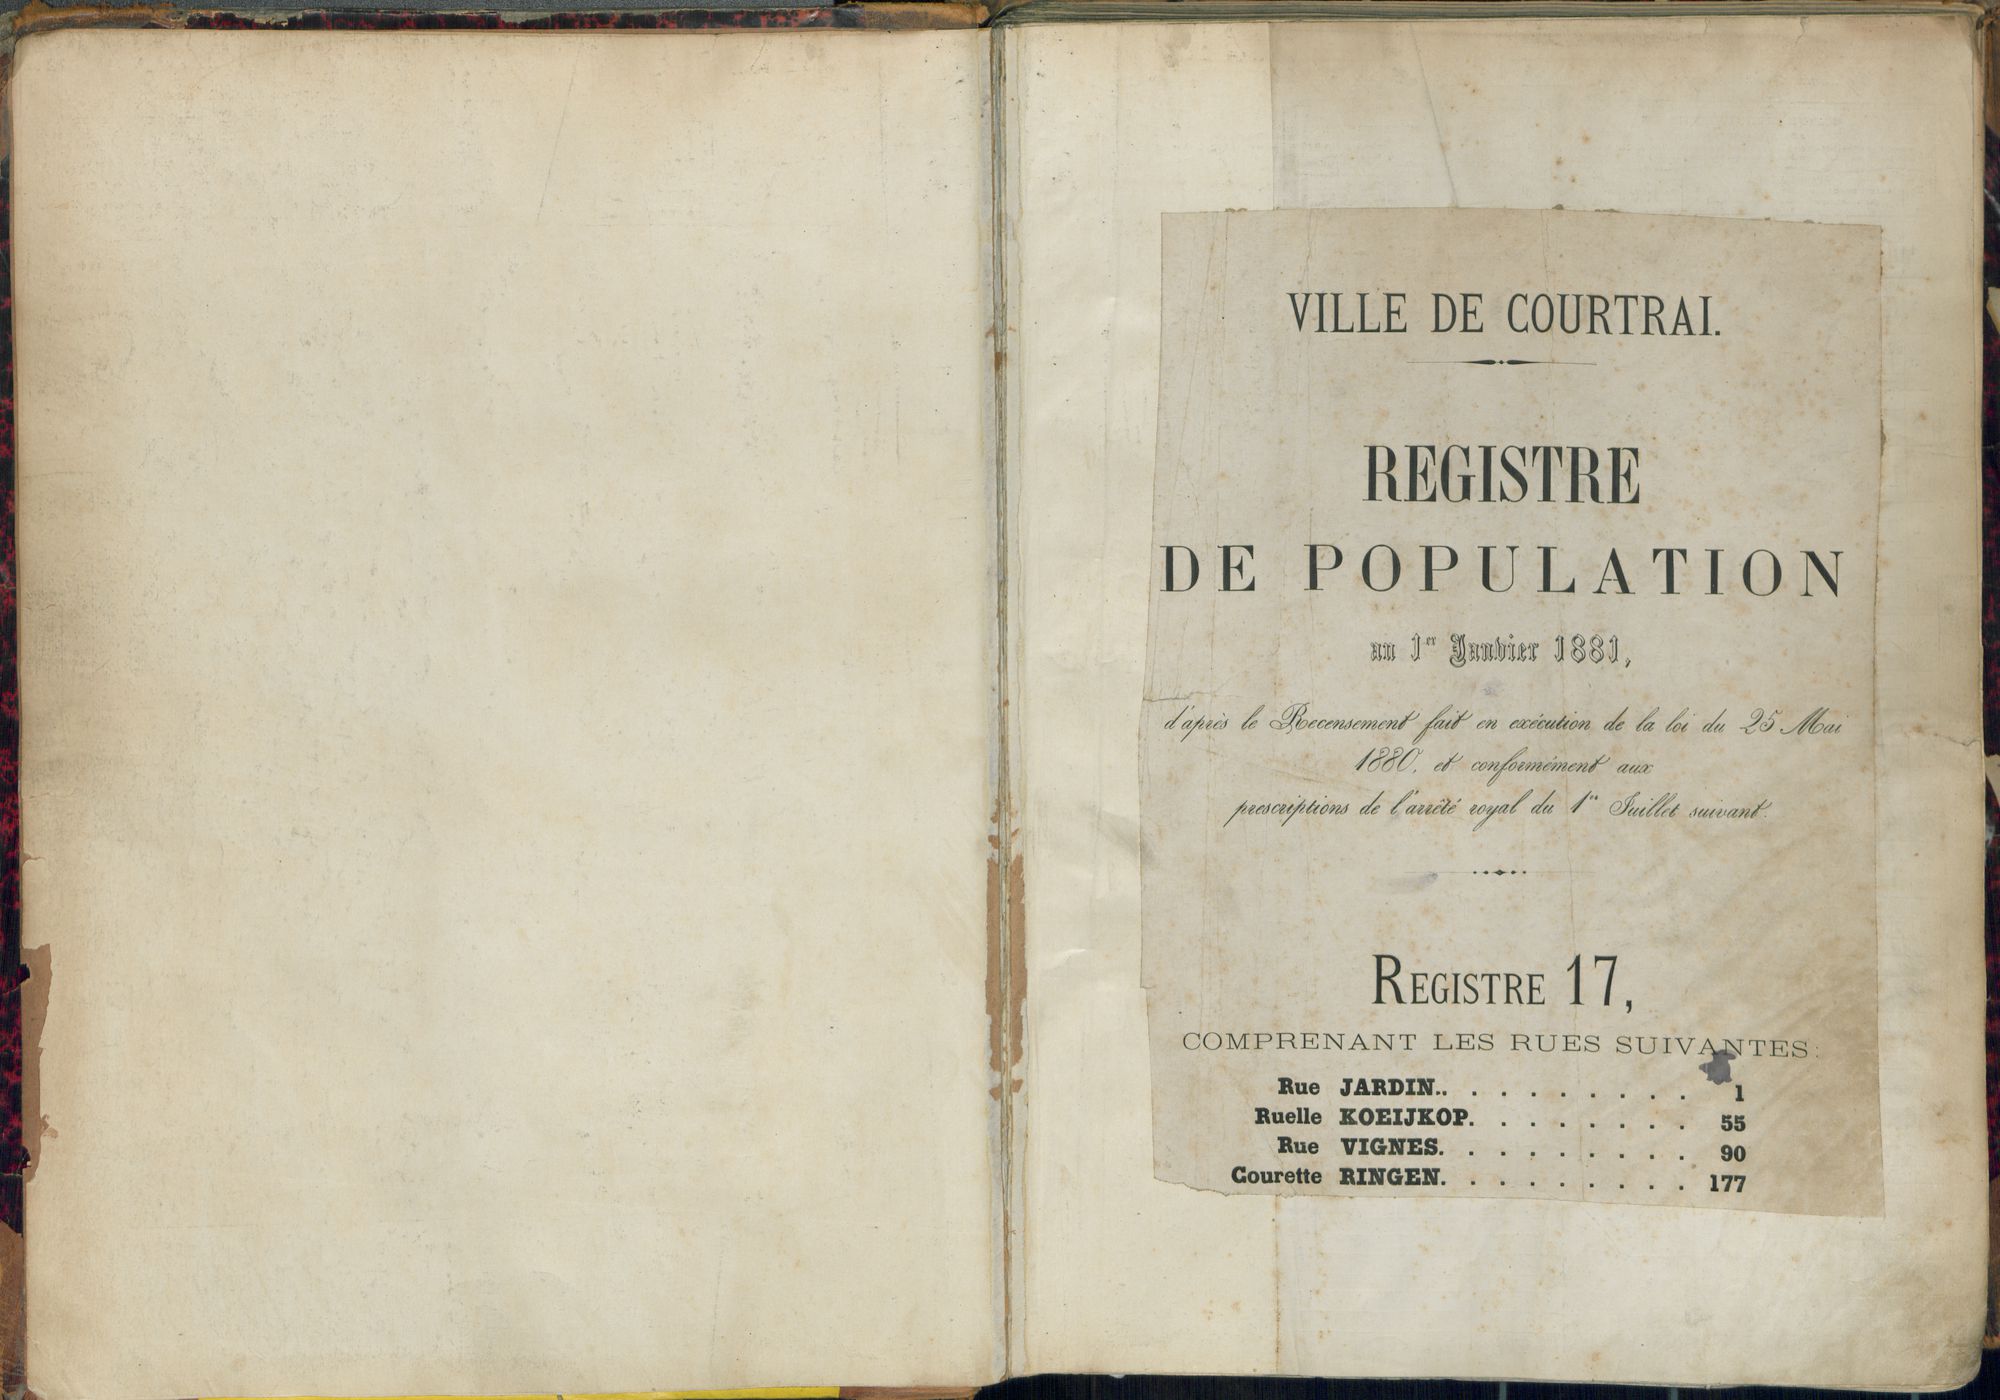 VILLE DE COURTRAI.
REGISTRE
DE POPULATION
au 1er Janvier 1881,
d'après le Recensement fait en exécution de la loi du 25 Mai
1880, et conformément aux
prescriptions de l'arrêté royal du 1er Juillet suivant.
REGISTRE 17,
COMPRENANT LES RUES SUIVANTES:
Rue JARDIN.. . . . . . . . . . 1
Ruelle KOEIJKOP. . . . . . . . 55
Rue VIGNES. . . . . . . . . . 90
Courette RINGEN. . . . . . . . . 177